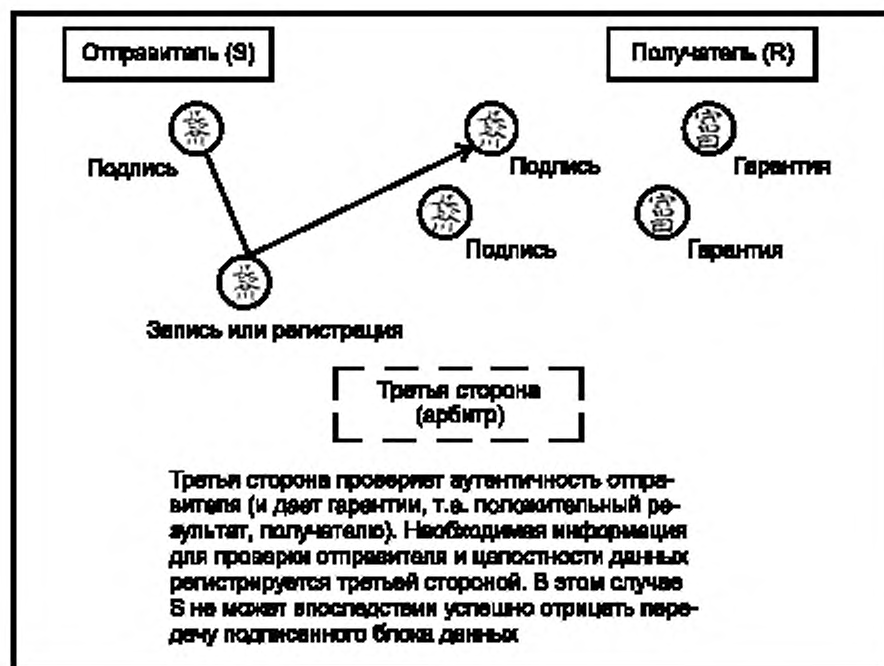 Отправитель (S)
Получатель (R)
Подпись
Подпись
Гарантия
Подпись
Гарантия
Запись или регистрация
Третья сторона
(арбитр)
Третья сторона проверяет аутентичность отпра-
вителя (и дает гарантии, т.е. положительный ре-
зультат, получателю). Необходимая информация
для проверки отправителя и целостности данных
регистрируется третьей стороной. В этом случае
S не может впоследствии успешно отрицать пере-
дачу подписанного блока данных